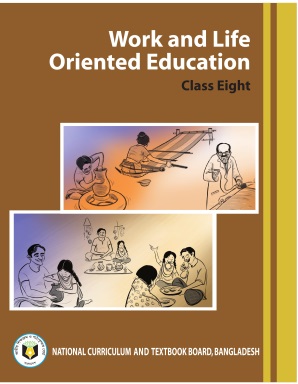 Work and Life
Oriented Education
Class Eight
NATIONAL CURRICULUM AND TEXTBOOK BOARD, BANGLADESH